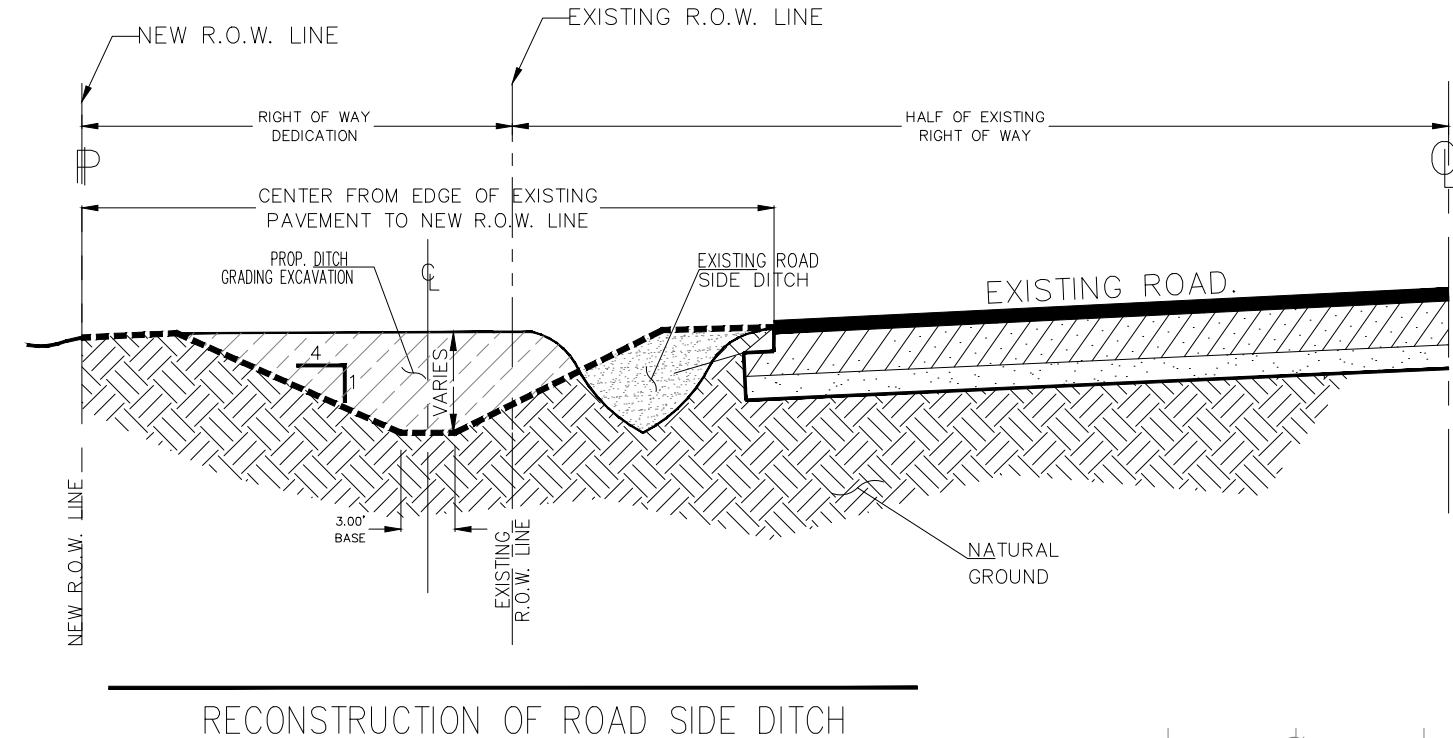 EXISTING R.O.W. LINE
NEW R.O.W. LINE
RIGHT OF WAY
DEDICATION
HALF OF EXISTING
RIGHT OF WAY
P
CL
CENTER FROM EDGE OF EXISTING
PAVEMENT TO NEW R.O.W. LINE
PROP. DITCH
GRADING EXCAVATION
CL
EXISTING ROAD
SIDE DITCH
EXISTING ROAD.
4
1
VARIES
3.00'
BASE
NEW R.O.W. LINE
EXISTING
R.O.W. LINE
NATURAL
GROUND
RECONSTRUCTION OF ROAD SIDE DITCH